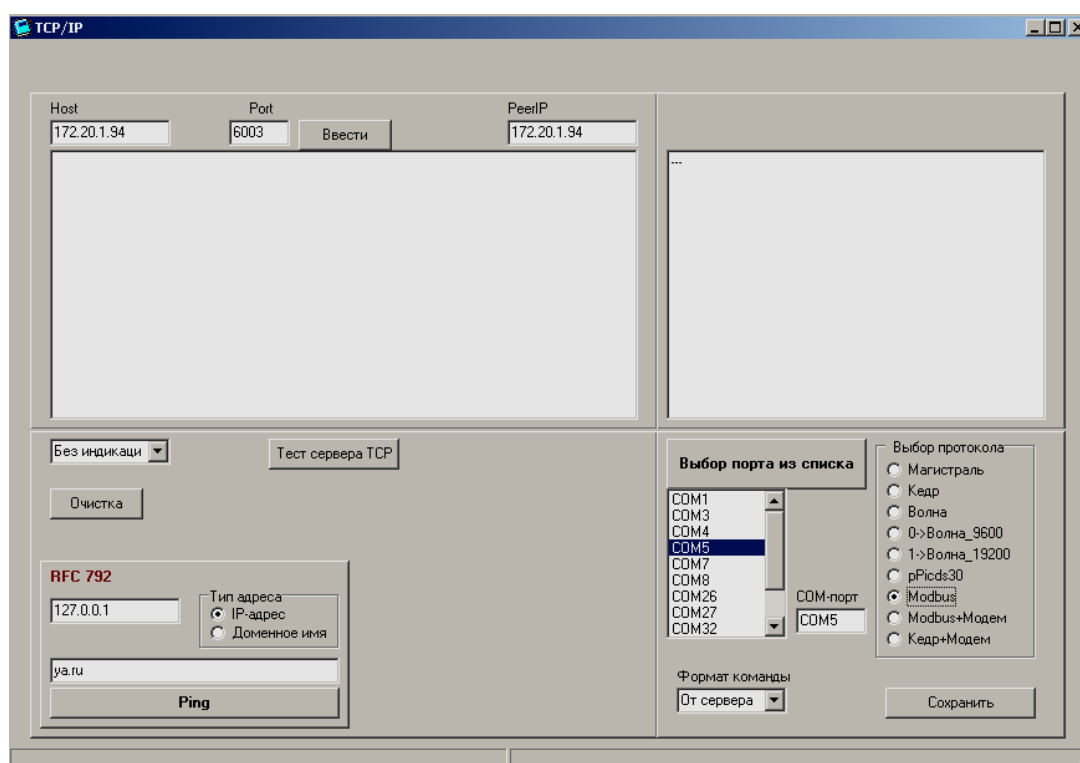 TCP/IP
Host Port PeerIP
172.20.1.94 6003 Ввести 172.20.1.94
---
Без индикаци Тест сервера TCP
Очистка
RFC 792
127.0.0.1
Тип адреса
IP-адрес
Доменное имя
ya.ru
Ping
Выбор порта из списка
COM1
COM3
COM4
COM5
COM7
COM8
COM26
COM27
COM32
COM-порт
COM5
Выбор протокола
Магистраль
Кедр
Волна
0->Волна_9600
1->Волна_19200
pPicds30
Modbus
Modbus+Модем
Кедр+Модем
Формат команды
От сервера
Сохранить